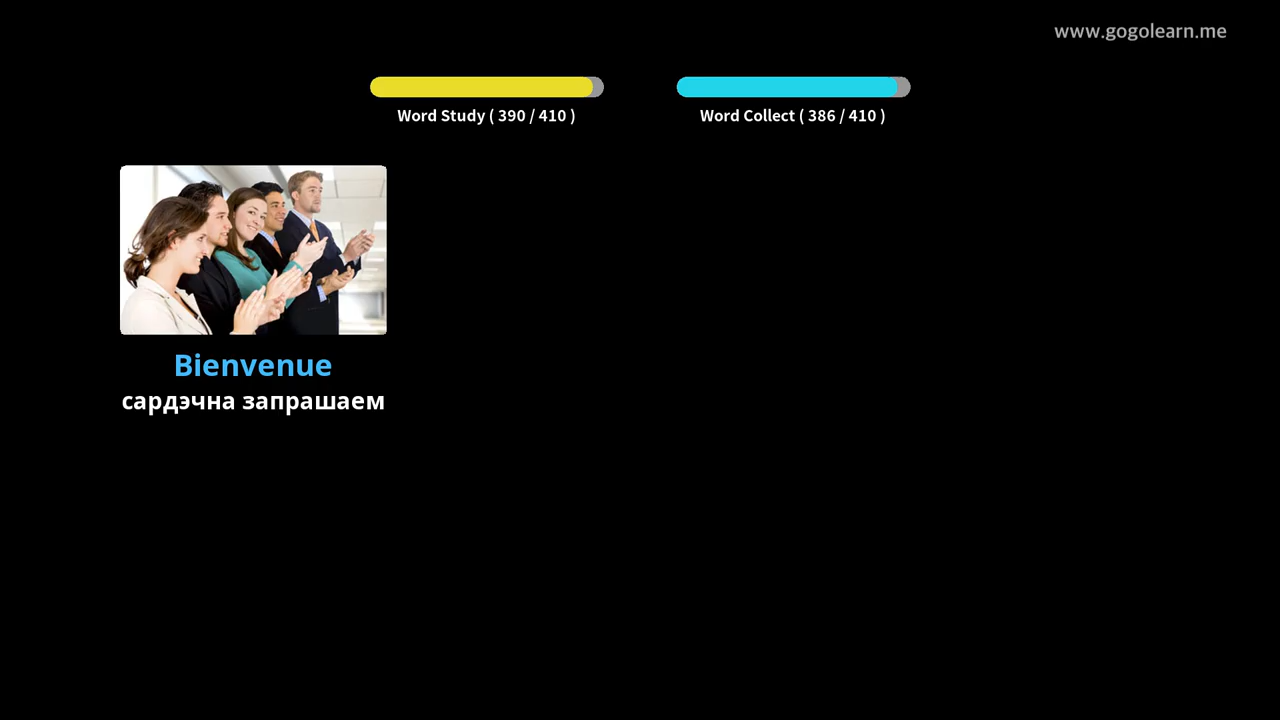 www.gogolearn.me
Word Study ( 390 / 410 )
Word Collect ( 386 / 410 )
Bienvenue
сардэчна запрашаем